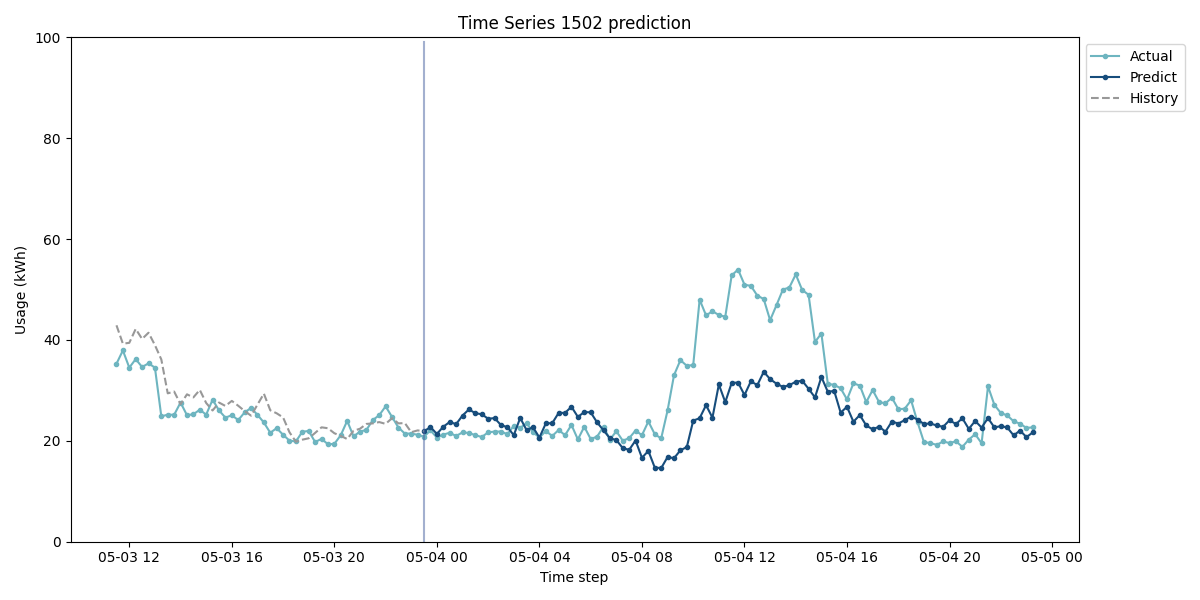 Time Series 1502 prediction
100
80
60
40
20
0
Usage (kWh)
05-03 12
05-03 16
05-03 20
05-04 00
05-04 04
05-04 08
05-04 12
05-04 16
05-04 20
05-05 00
Time step
Actual
Predict
History